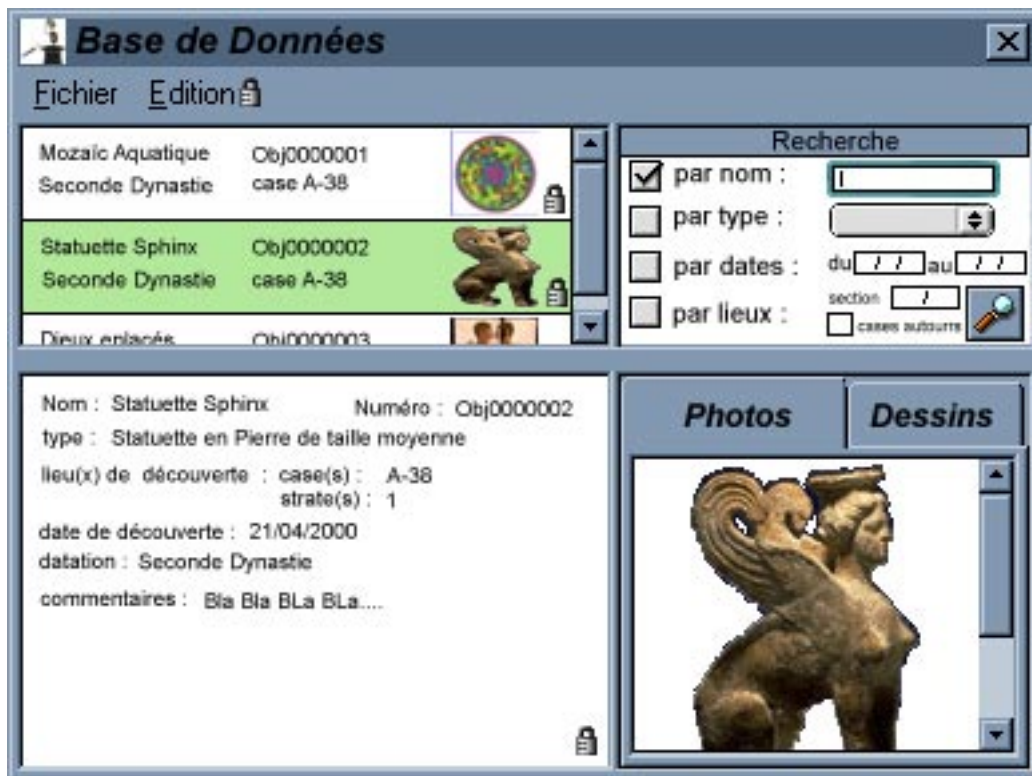 Base de Données
Fichier Edition
Mozaïc Aquatique Obj0000001
Seconde Dynastie case A-38
Statuette Sphinx Obj0000002
Seconde Dynastie case A-38
Dieux enlacés Obj0000003
Recherche
par nom :
par type :
par dates : du / / au / /
par lieux : section /
cases autourrs
Nom : Statuette Sphinx Numéro : Obj0000002
type : Statuette en Pierre de taille moyenne
lieu(x) de découverte : case(s) : A-38
strate(s) : 1
date de découverte : 21/04/2000
datation : Seconde Dynastie
commentaires : Bla Bla BLa BLa....
Photos Dessins